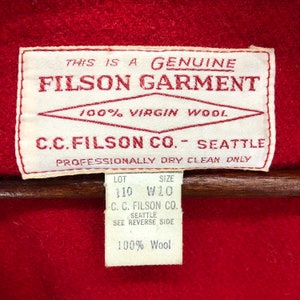 THIS IS A GENUINE
FILSON GARMENT
100% VIRGIN WOOL
C.C. FILSON CO. - SEATTLE
PROFESSIONALLY DRY CLEAN ONLY
LOT SIZE
110 W10
C. C. FILSON CO.
SEATTLE
SEE REVERSE SIDE
100% Wool